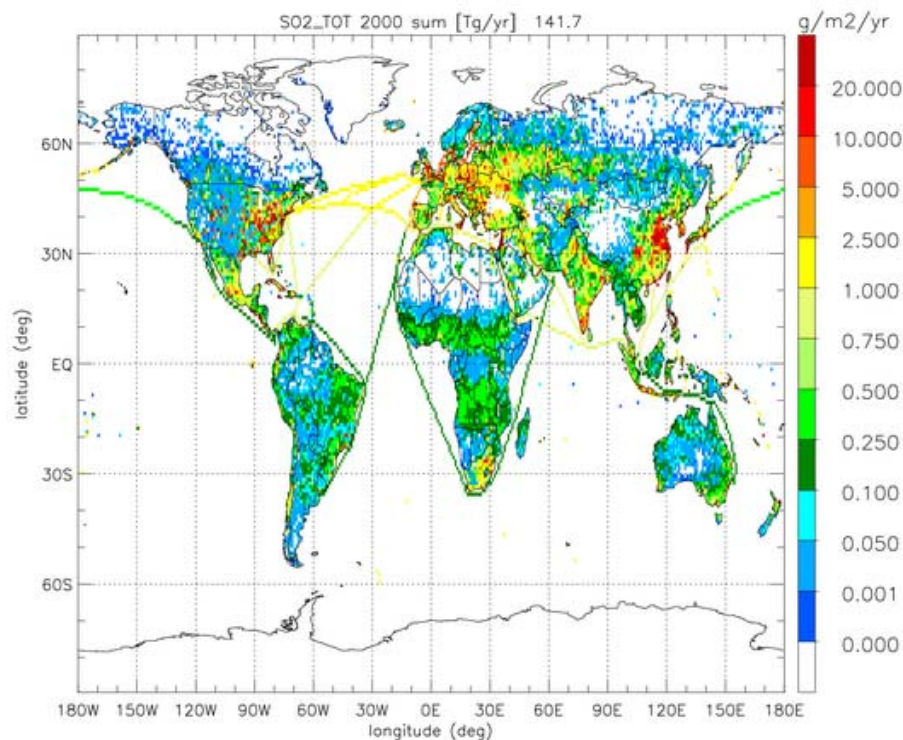 SO2_TOT 2000 sum [Tg/yr] 141.7
g/m2/yr
20.000
10.000
5.000
2.500
1.000
0.750
0.500
0.250
0.100
0.050
0.001
0.000
60N
30N
EQ
30S
60S
latitude (deg)
180W 150W 120W 90W 60W 30W 0E 30E 60E 90E 120E 150E 180E
longitude (deg)